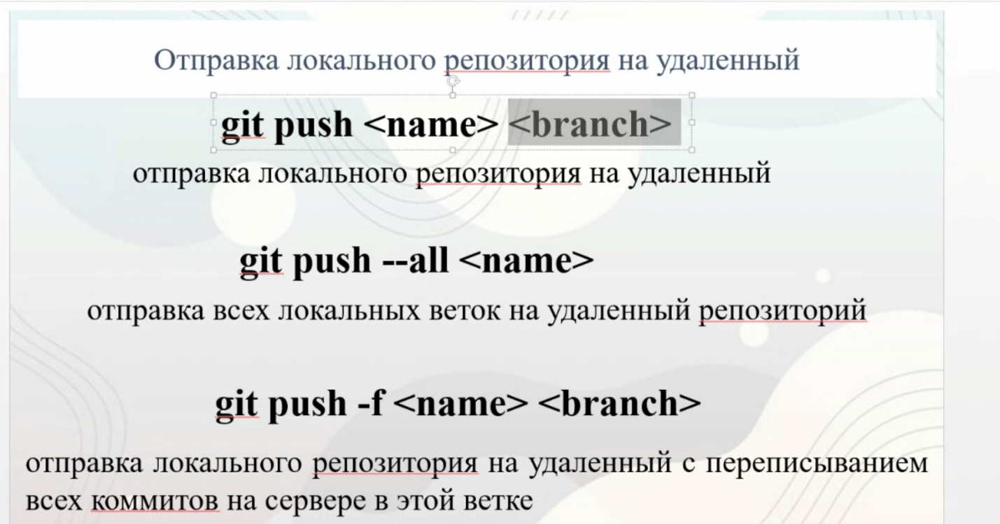 Отправка локального репозитория на удаленный
git push <name> <branch>
отправка локального репозитория на удаленный
git push --all <name>
отправка всех локальных веток на удаленный репозиторий
git push -f <name> <branch>
отправка локального репозитория на удаленный с переписыванием
всех коммитов на сервере в этой ветке